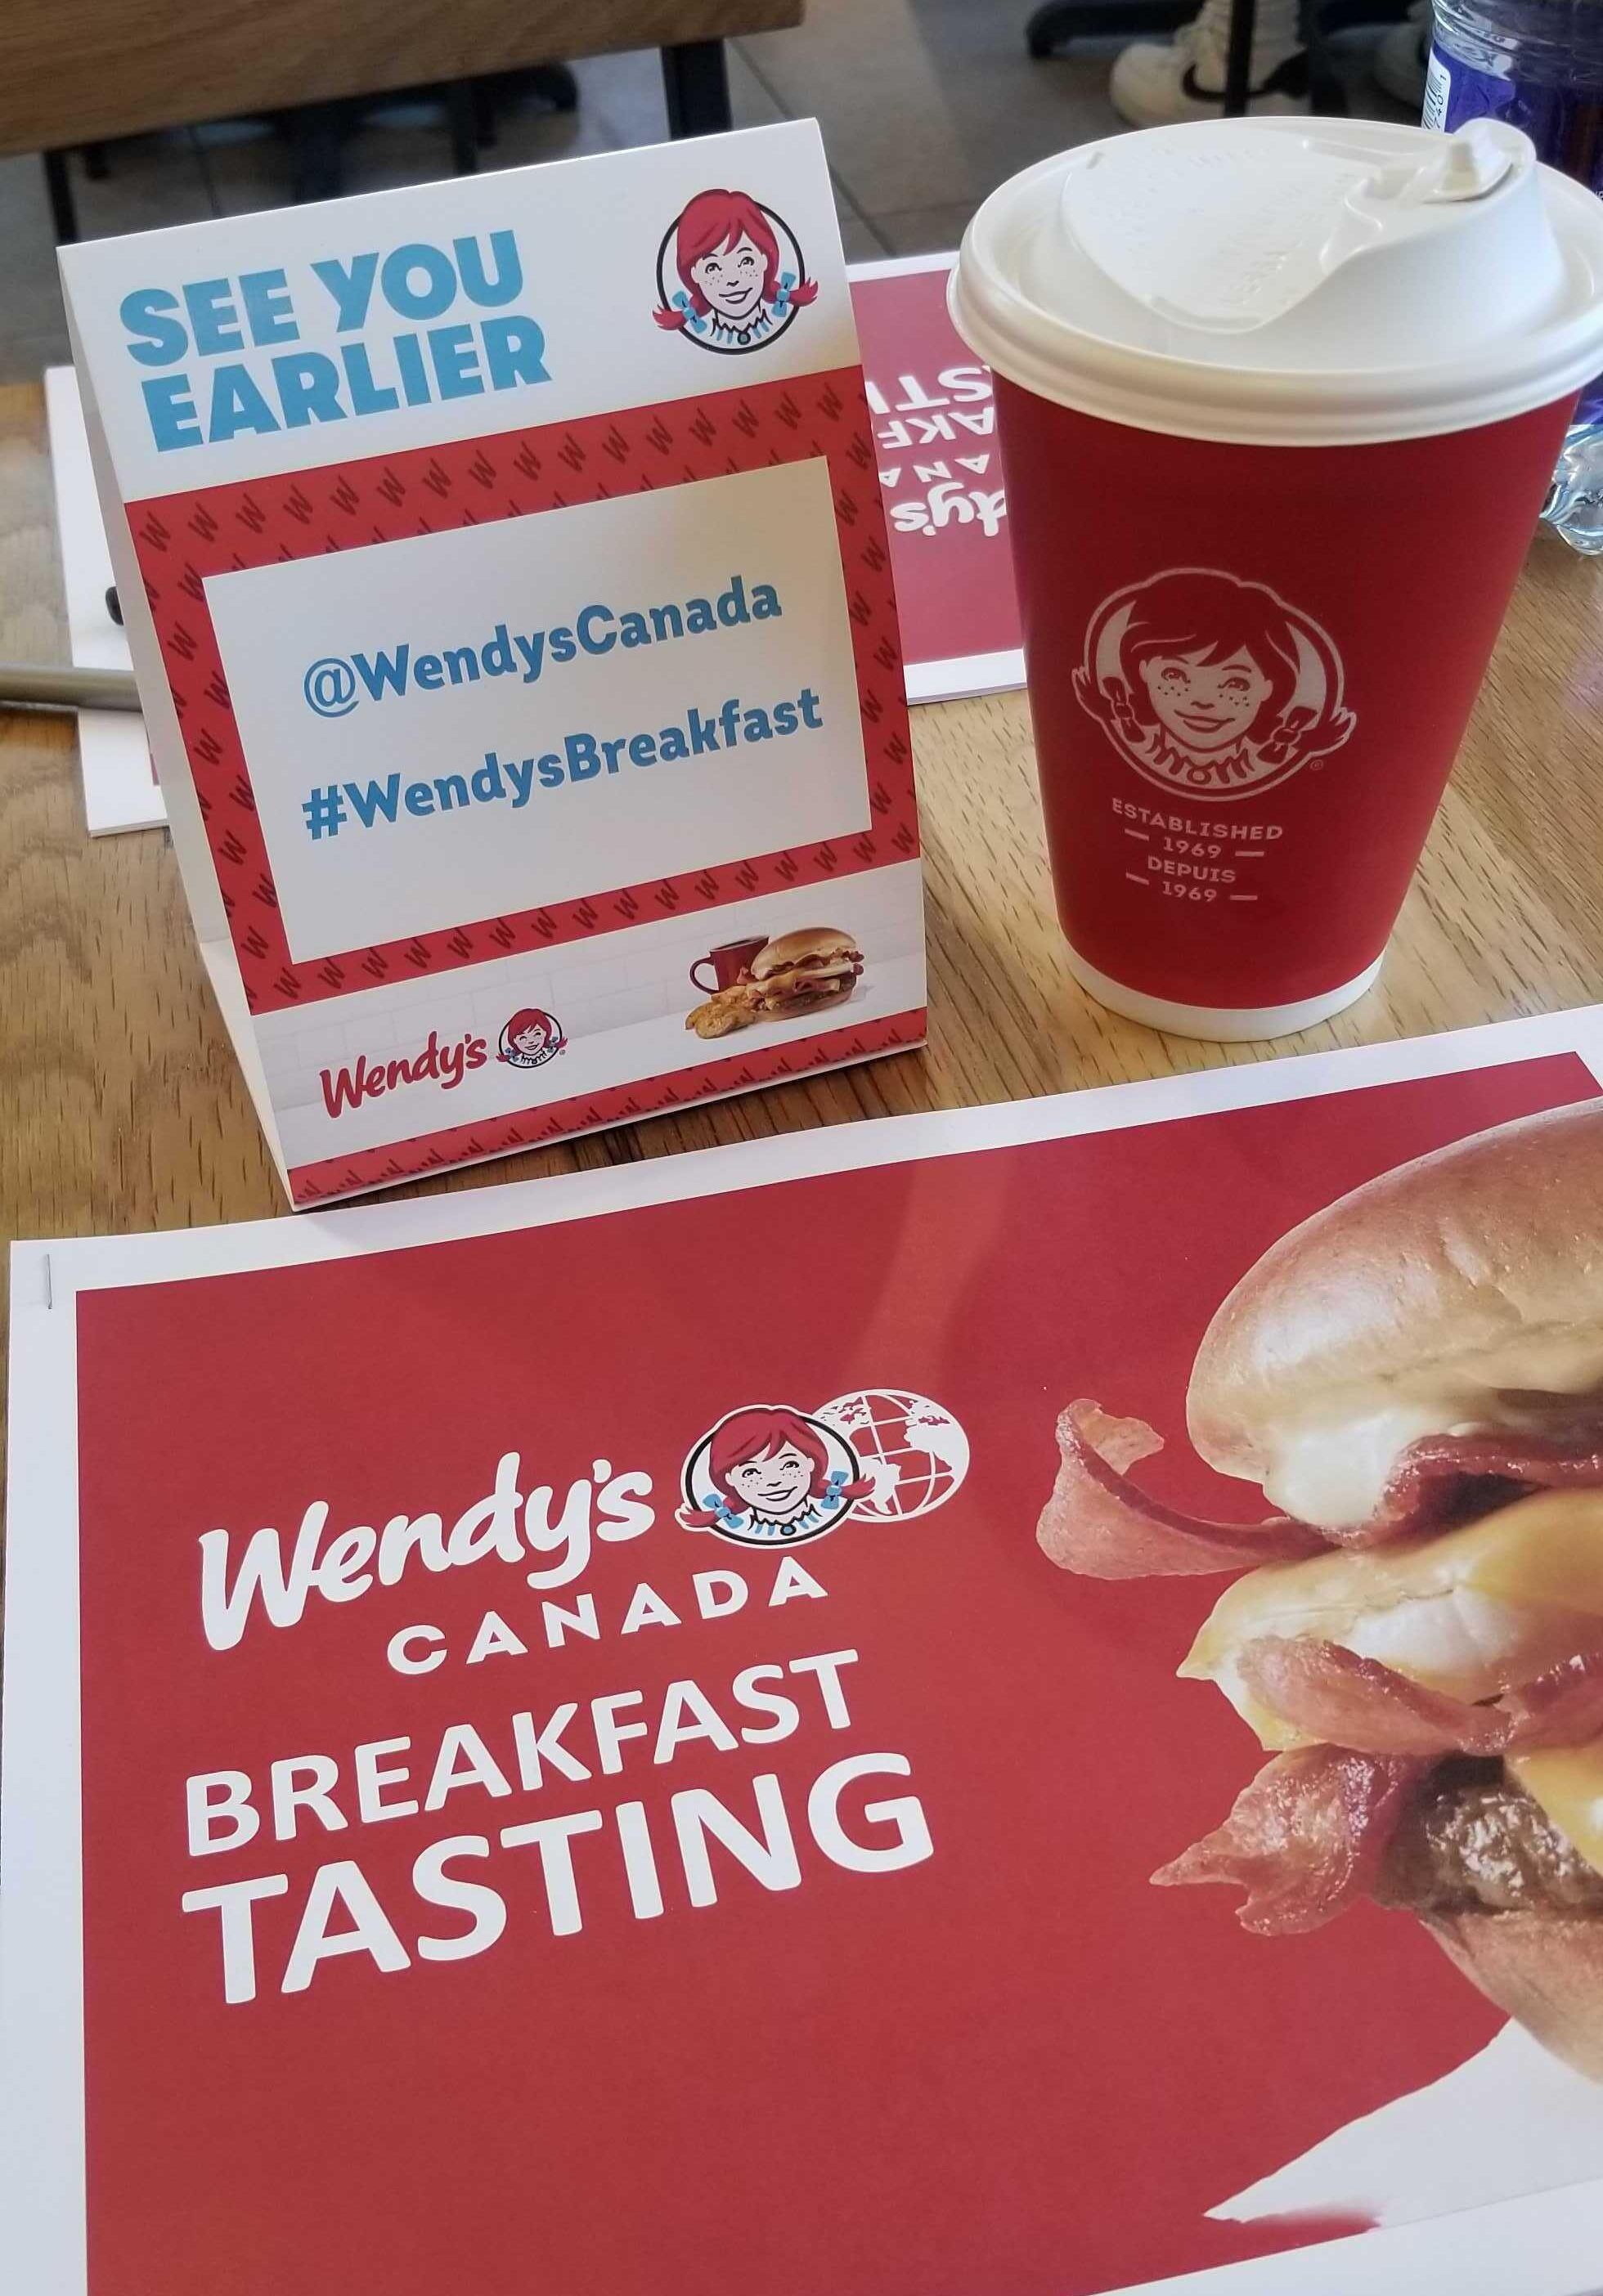 SEE YOU
EARLIER
@WendysCanada
#WendysBreakfast
Wendy's
ESTABLISHED
1969
DEPUIS
1969
Wendy's
CANADA
BREAKFAST
TASTING